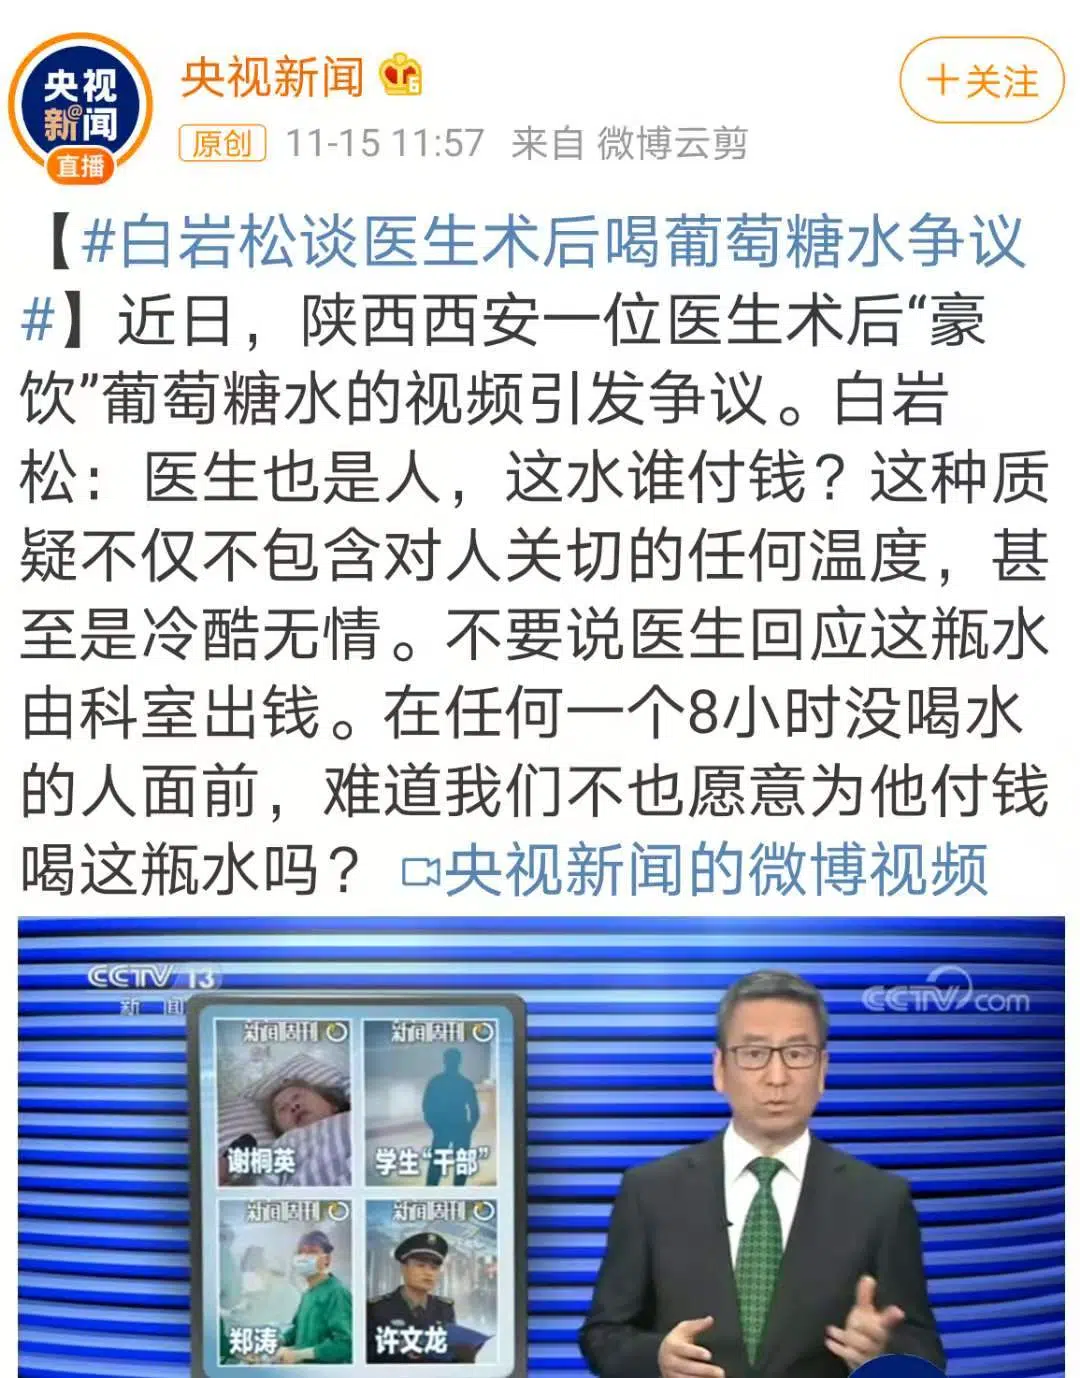 央视
新@闻
直播
央视新闻
6
+关注
原创 11-15 11:57 来自 微博云剪
【#白岩松谈医生术后喝葡萄糖水争议
#】近日，陕西西安一位医生术后“豪
饮”葡萄糖水的视频引发争议。白岩
松：医生也是人，这水谁付钱？这种质
疑不仅不包含对人关切的任何温度，甚
至是冷酷无情。不要说医生回应这瓶水
由科室出钱。在任何一个8小时没喝水
的人面前，难道我们不也愿意为他付钱
喝这瓶水吗？ 央视新闻的微博视频
CCTV 13
新闻
CCTV.com
新闻周刊
谢桐英
新闻周刊
学生“干部”
新闻周刊
郑涛
新闻周刊
许文龙